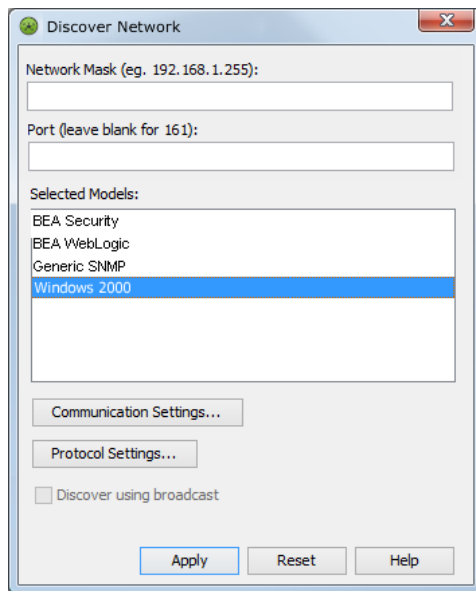 Discover Network
Network Mask (eg. 192.168.1.255):
Port (leave blank for 161):
Selected Models:
BEA Security
BEA WebLogic
Generic SNMP
Windows 2000
Communication Settings...
Protocol Settings...
Discover using broadcast
Apply Reset Help